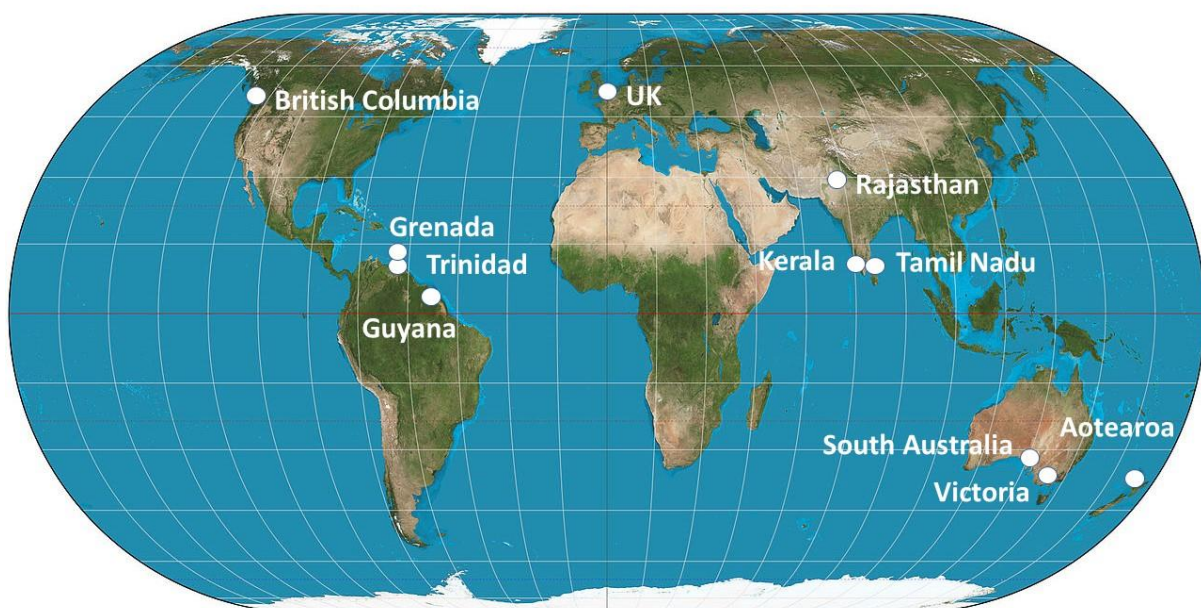 British Columbia
UK
Rajasthan
Grenada
Trinidad
Kerala
Tamil Nadu
Guyana
Aotearoa
South Australia
Victoria